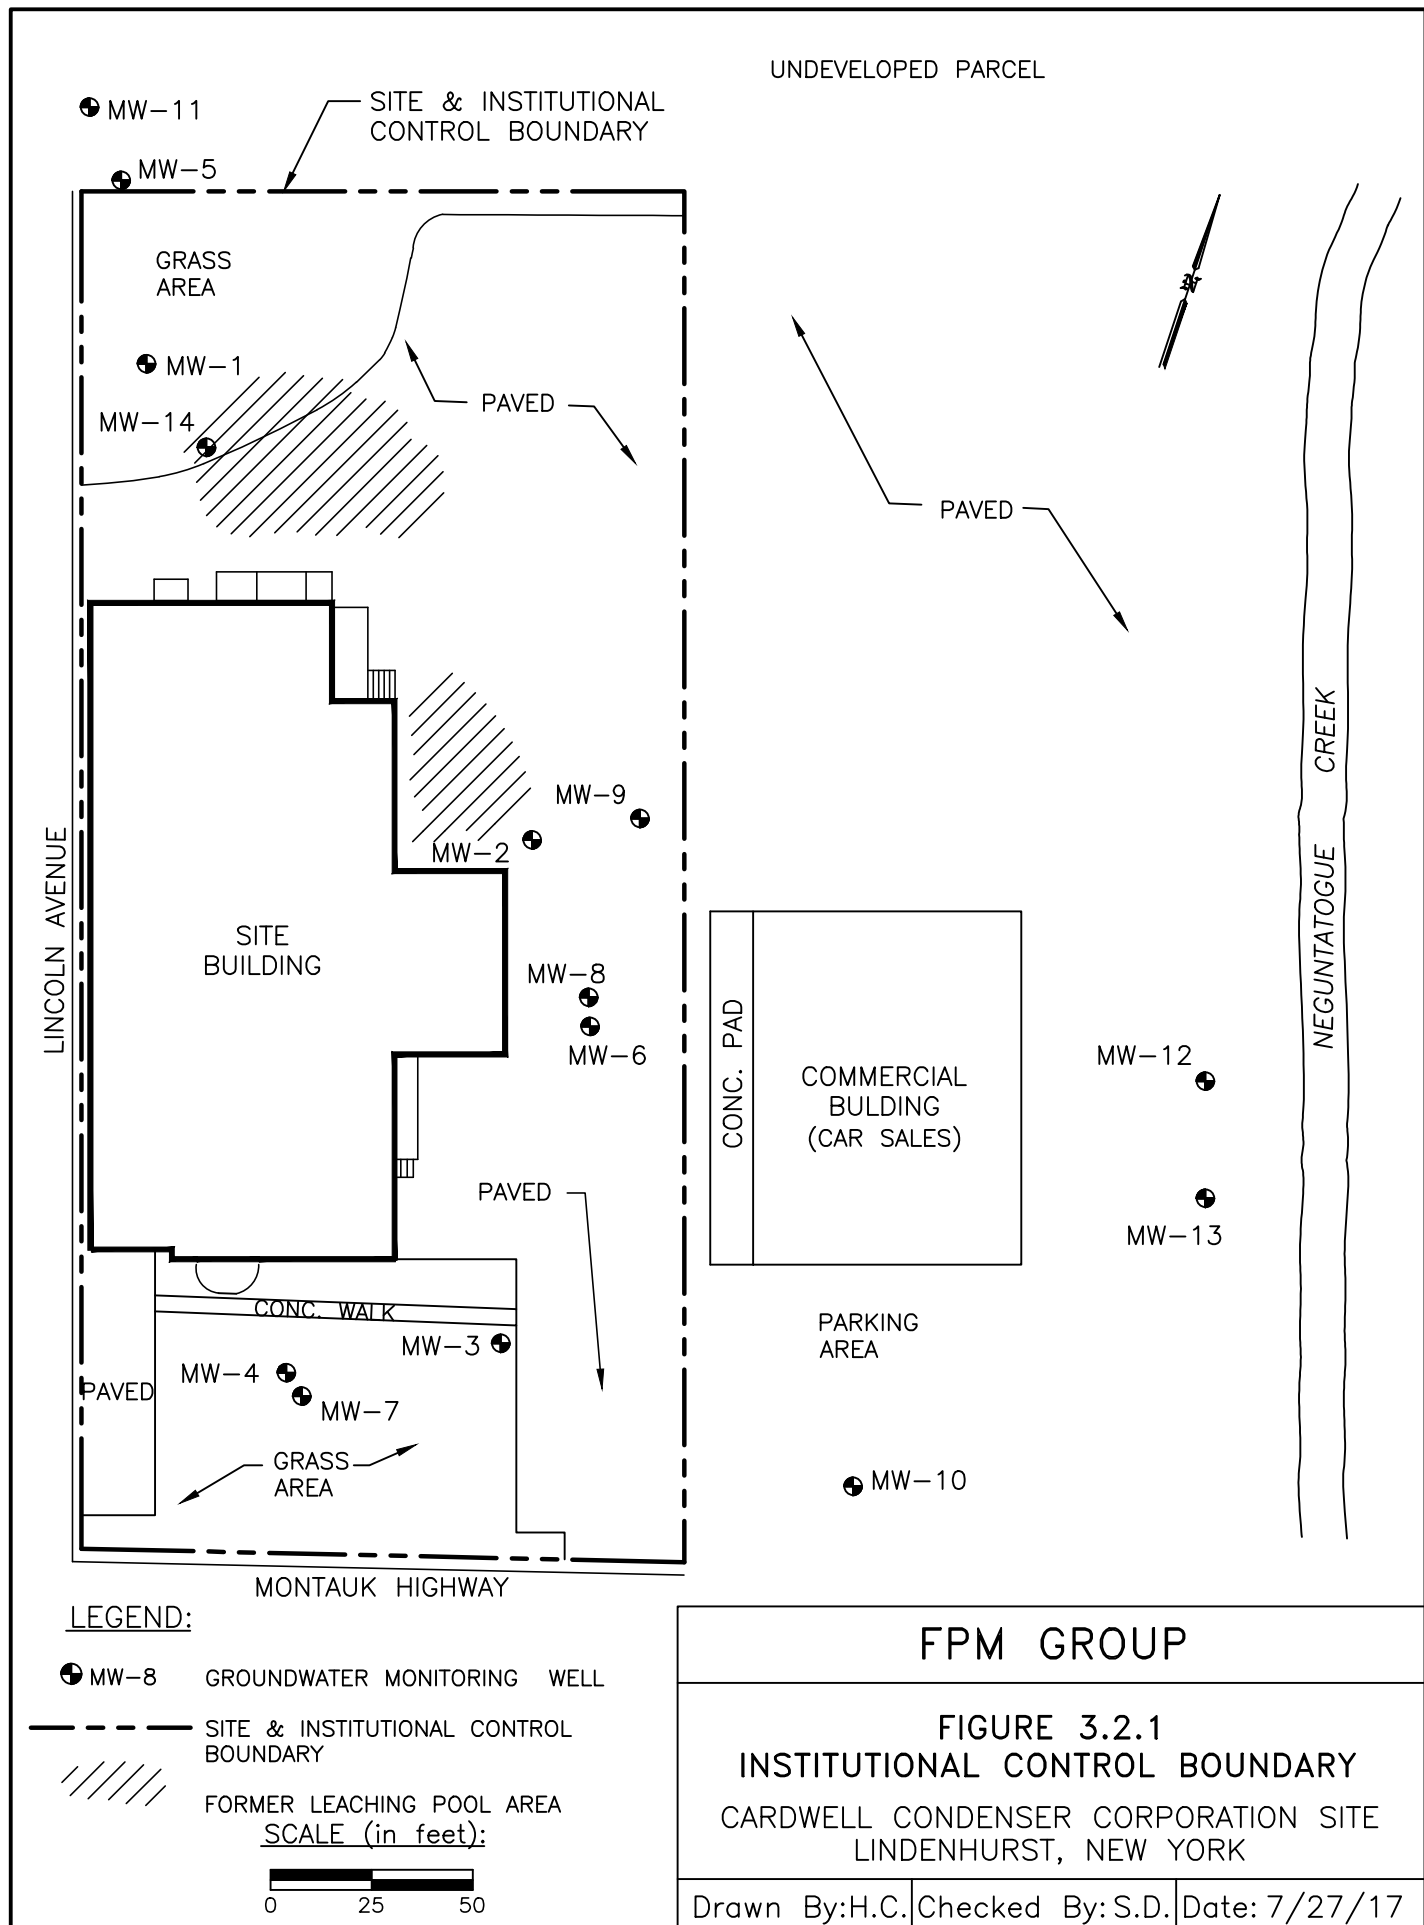 UNDEVELOPED PARCEL
MW-11
SITE & INSTITUTIONAL
CONTROL BOUNDARY
MW-5
GRASS
AREA
N
MW-1
MW-14
PAVED
PAVED
MW-9
MW-2
NEGUNTATOGUE CREEK
LINCOLN AVENUE
SITE
BUILDING
MW-8
MW-6
CONC. PAD
COMMERCIAL
BULDING
(CAR SALES)
MW-12
MW-13
PAVED
CONC. WALK
MW-3
PARKING
AREA
MW-4
PAVED
MW-7
GRASS
AREA
MW-10
MONTAUK HIGHWAY
LEGEND:
MW-8 GROUNDWATER MONITORING WELL
SITE & INSTITUTIONAL CONTROL
BOUNDARY
FORMER LEACHING POOL AREA
SCALE (in feet):
0 25 50
FPM GROUP
FIGURE 3.2.1
INSTITUTIONAL CONTROL BOUNDARY
CARDWELL CONDENSER CORPORATION SITE
LINDENHURST, NEW YORK
Drawn By:H.C. Checked By: S.D. Date: 7/27/17